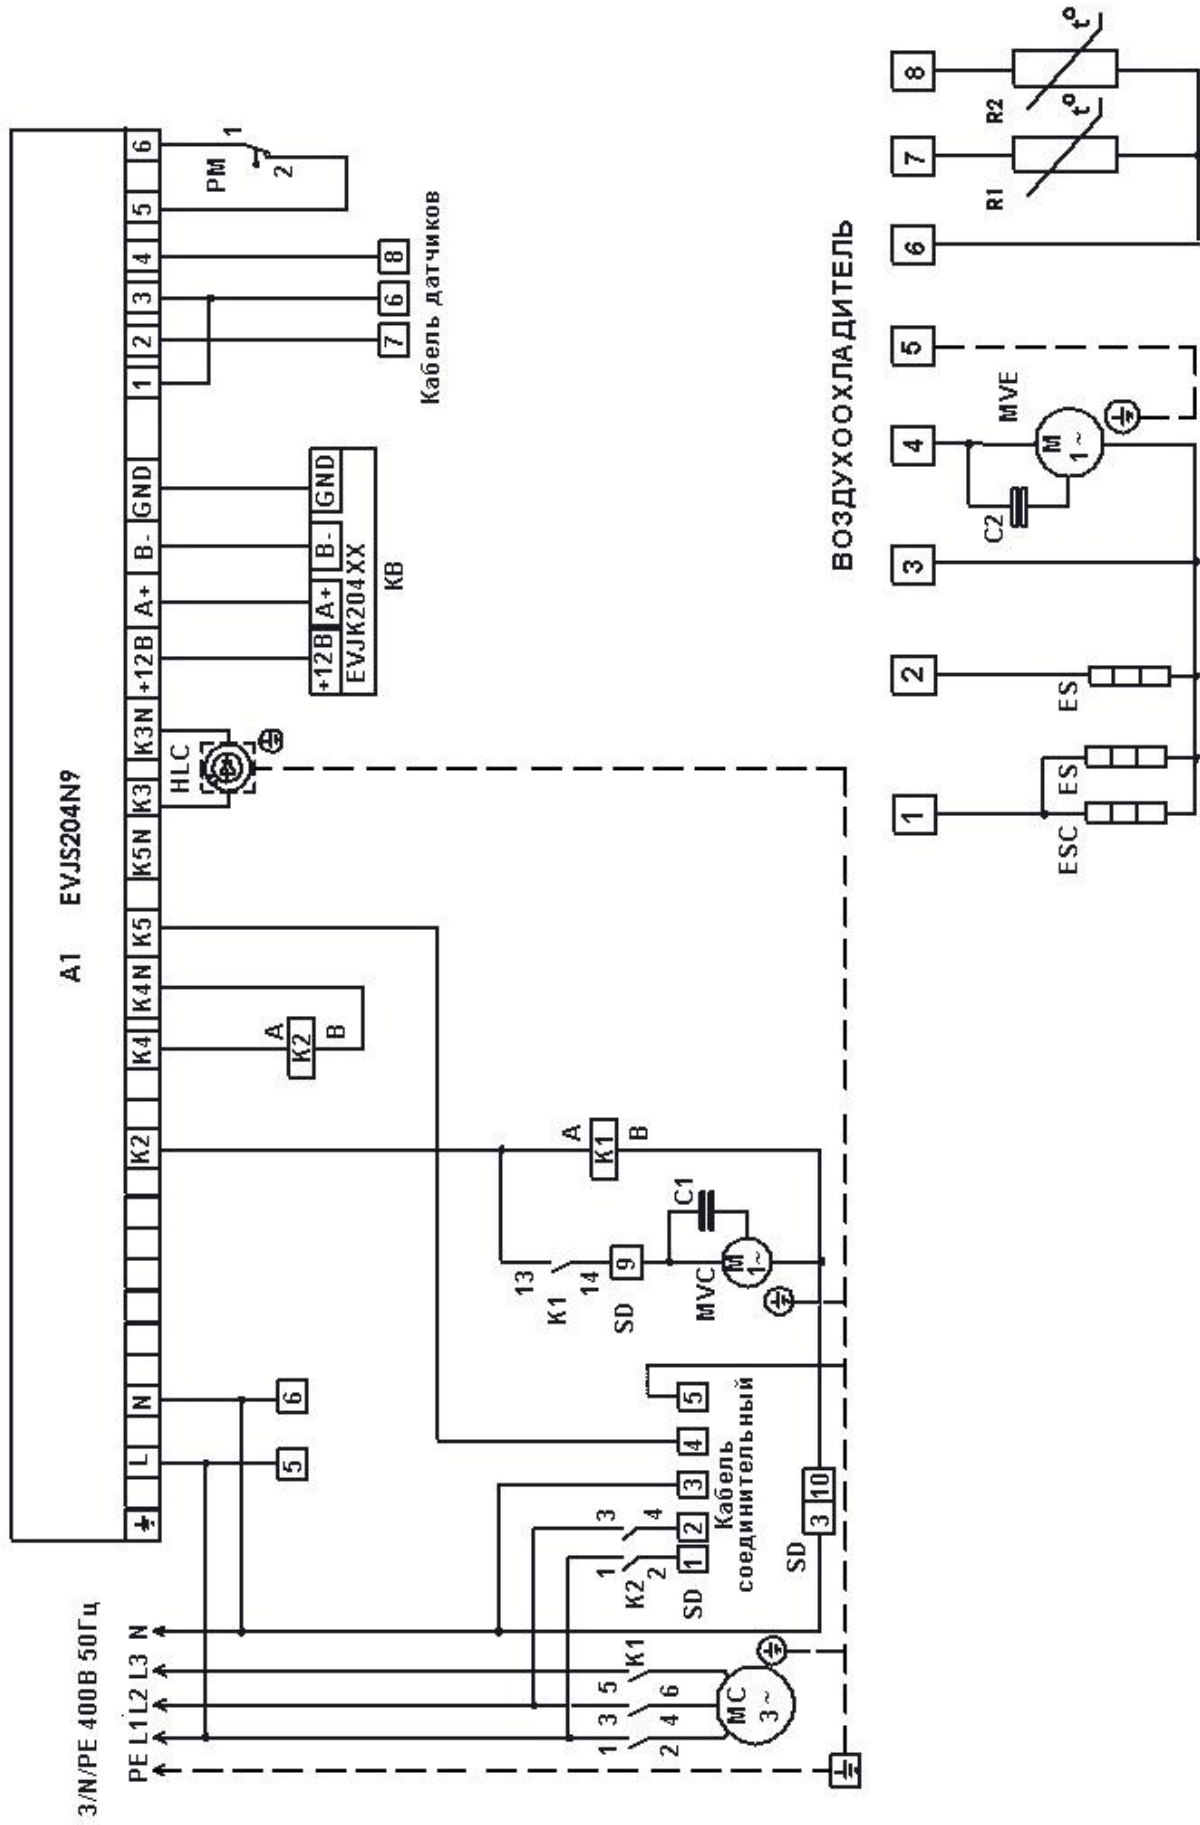 A1 EVJS204N9
3/N/PE 400В 50Гц
PE L1 L2 L3 N
L N K2 K4 K4N K5 K5N K3 K3N +12В A+ B- GND 1 2 3 4 5 6
5 6
A
K2
B
HLC
+12В A+ B- GND
EVJK204XX
КВ
7 6 8
Кабель датчиков
PM 1
2
A
K1
B
13
K1
14
SD 9
MVC
M
1~
C1
1 3 5 K1
2 4 6
MC
3~
1 3
K2
2 4
SD 1 2 3 4 5
Кабель
соединительный
SD 3 10
ВОЗДУХООХЛАДИТЕЛЬ
1 2 3 4 5 6 7 8
ESC ES ES
C2
M
1~
MVE
R1 t°
R2 t°